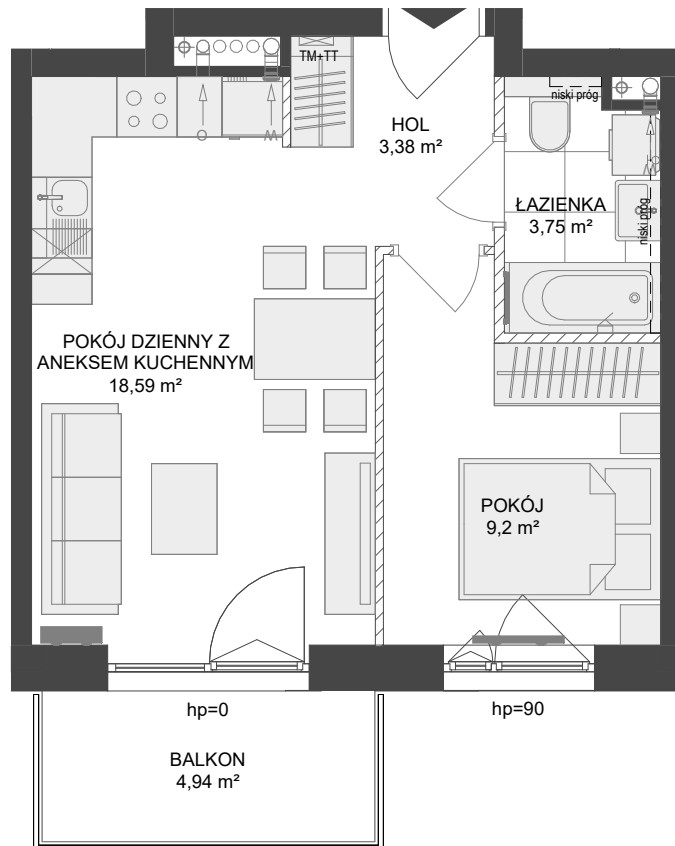 TM+TT
niski próg
HOL
3,38 m²
ŁAZIENKA
3,75 m²
niski próg
POKÓJ DZIENNY Z
ANEKSEM KUCHENNYM
18,59 m²
POKÓJ
9,2 m²
hp=0
hp=90
BALKON
4,94 m²